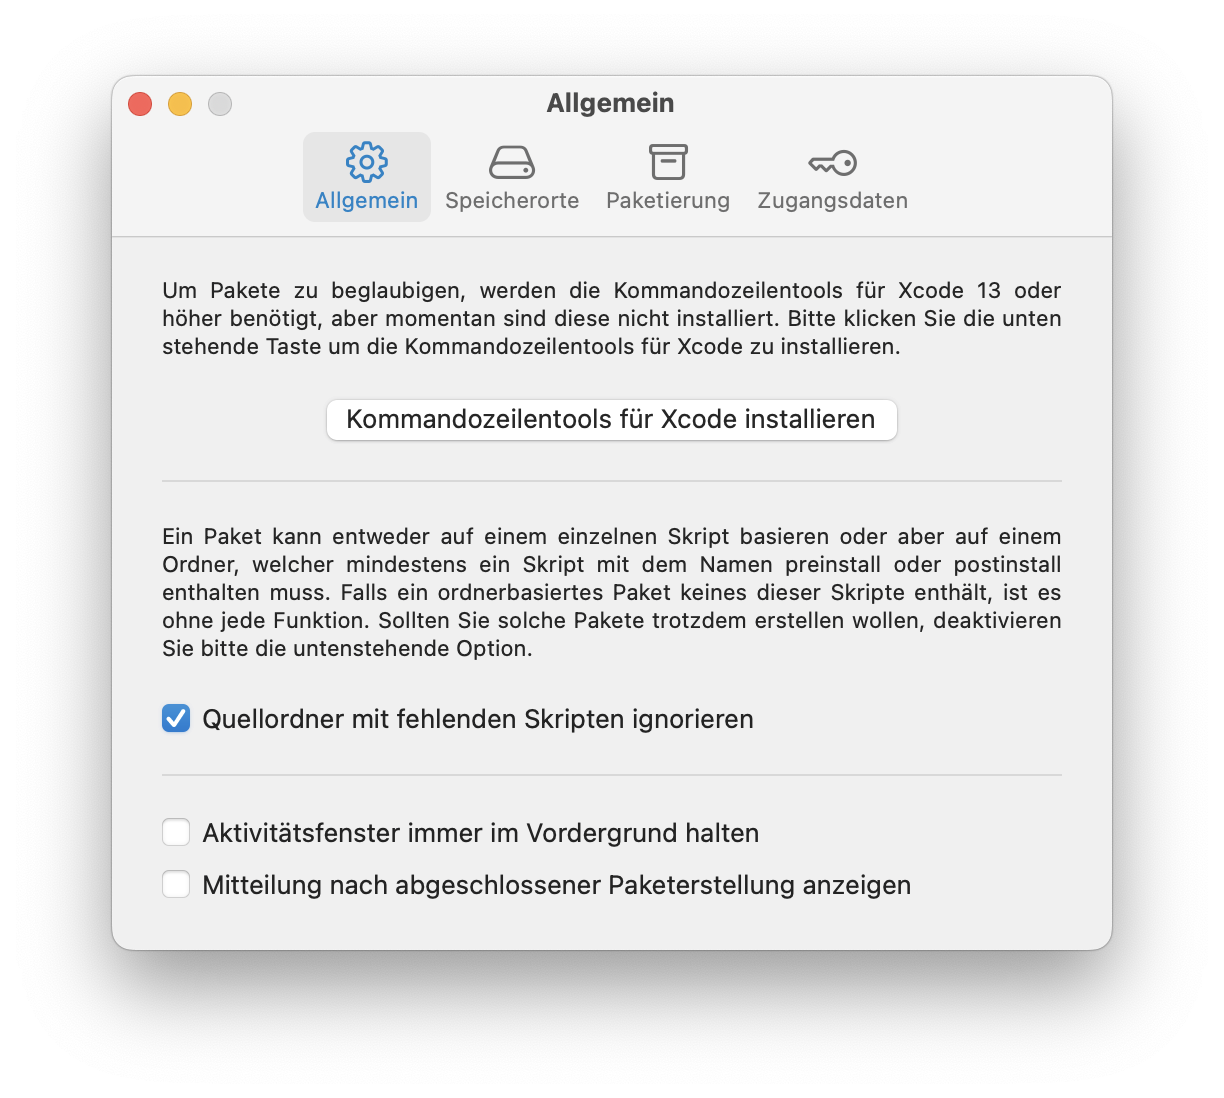 Allgemein
Allgemein
Speicherorte
Paketierung
Zugangsdaten
Um Pakete zu beglaubigen, werden die Kommandozeilentools für Xcode 13 oder
höher benötigt, aber momentan sind diese nicht installiert. Bitte klicken Sie die unten
stehende Taste um die Kommandozeilentools für Xcode zu installieren.
Kommandozeilentools für Xcode installieren
Ein Paket kann entweder auf einem einzelnen Skript basieren oder aber auf einem
Ordner, welcher mindestens ein Skript mit dem Namen preinstall oder postinstall
enthalten muss. Falls ein ordnerbasiertes Paket keines dieser Skripte enthält, ist es
ohne jede Funktion. Sollten Sie solche Pakete trotzdem erstellen wollen, deaktivieren
Sie bitte die untenstehende Option.
Quellordner mit fehlenden Skripten ignorieren
Aktivitätsfenster immer im Vordergrund halten
Mitteilung nach abgeschlossener Paketerstellung anzeigen